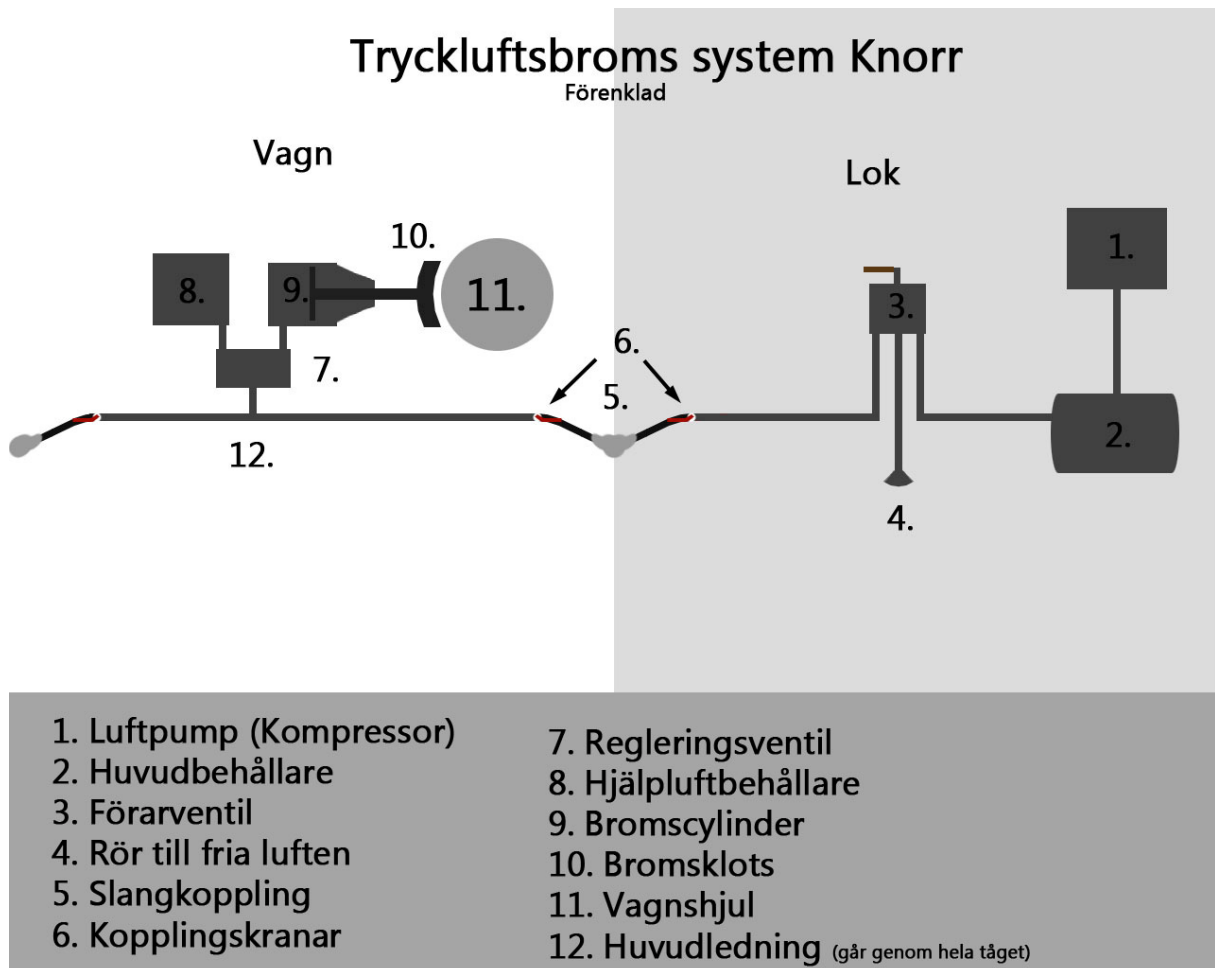 Tryckluftsbroms system Knorr
Förenklad
Vagn
Lok
10.
1.
8.
9.
11.
3.
6.
7.
5.
2.
12.
4.
1. Luftpump (Kompressor)
2. Huvudbehållare
3. Förarventil
4. Rör till fria luften
5. Slangkoppling
6. Kopplingskranar
7. Regleringsventil
8. Hjälpluftbehållare
9. Bromscylinder
10. Bromsklots
11. Vagnshjul
12. Huvudledning (går genom hela tåget)